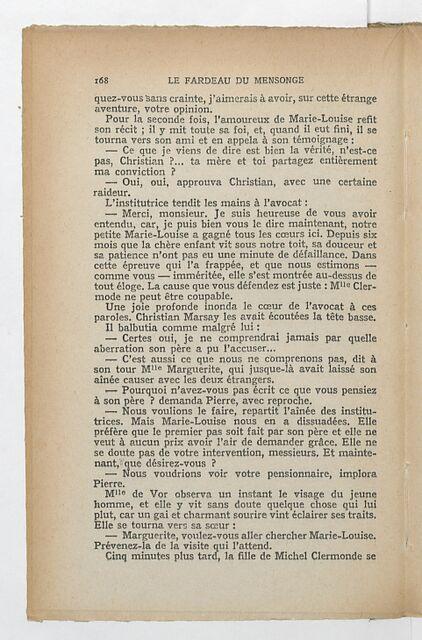 168 LE FARDEAU DU MENSONGE
quez-vous sans crainte, j'aimerais à avoir, sur cette étrange
aventure, votre opinion.
Pour la seconde fois, l'amoureux de Marie-Louise refit
son récit ; il y mit toute sa foi, et, quand il eut fini, il se
tourna vers son ami et en appela à son témoignage :
— Ce que je viens de dire est bien la vérité, n'est-ce
pas, Christian ?... ta mère et toi partagez entièrement
ma conviction ?
— Oui, oui, approuva Christian, avec une certaine
raideur.
L'institutrice tendit les mains à l'avocat :
— Merci, monsieur. Je suis heureuse de vous avoir
entendu, car, je puis bien vous le dire maintenant, notre
petite Marie-Louise a gagné tous les cœurs ici. Depuis six
mois que la chère enfant vit sous notre toit, sa douceur et
sa patience n'ont pas eu une minute de défaillance. Dans
cette épreuve qui l'a frappée, et que nous estimons —
comme vous — imméritée, elle s'est montrée au-dessus de
tout éloge. La cause que vous défendez est juste : Mlle Cler-
mode ne peut être coupable.
Une joie profonde inonda le cœur de l'avocat à ces
paroles. Christian Marsay les avait écoutées la tête basse.
Il balbutia comme malgré lui :
— Certes oui, je ne comprendrai jamais par quelle
aberration son père a pu l'accuser...
— C'est aussi ce que nous ne comprenons pas, dit à
son tour Mlle Marguerite, qui jusque-là avait laissé son
aînée causer avec les deux étrangers.
— Pourquoi n'avez-vous pas écrit ce que vous pensiez
à son père ? demanda Pierre, avec reproche.
— Nous voulions le faire, repartit l'aînée des institu-
trices. Mais Marie-Louise nous en a dissuadées. Elle
préfère que le premier pas soit fait par son père et elle ne
veut à aucun prix avoir l'air de demander grâce. Elle ne
se doute pas de votre intervention, messieurs. Et mainte-
nant, que désirez-vous ?
— Nous voudrions voir votre pensionnaire, implora
Pierre.
Mlle de Vor observa un instant le visage du jeune
homme, et elle y vit sans doute quelque chose qui lui
plut, car un gai et charmant sourire vint éclairer ses traits.
Elle se tourna vers sa sœur :
— Marguerite, voulez-vous aller chercher Marie-Louise.
Prévenez-la de la visite qui l'attend.
Cinq minutes plus tard, la fille de Michel Clermonde se